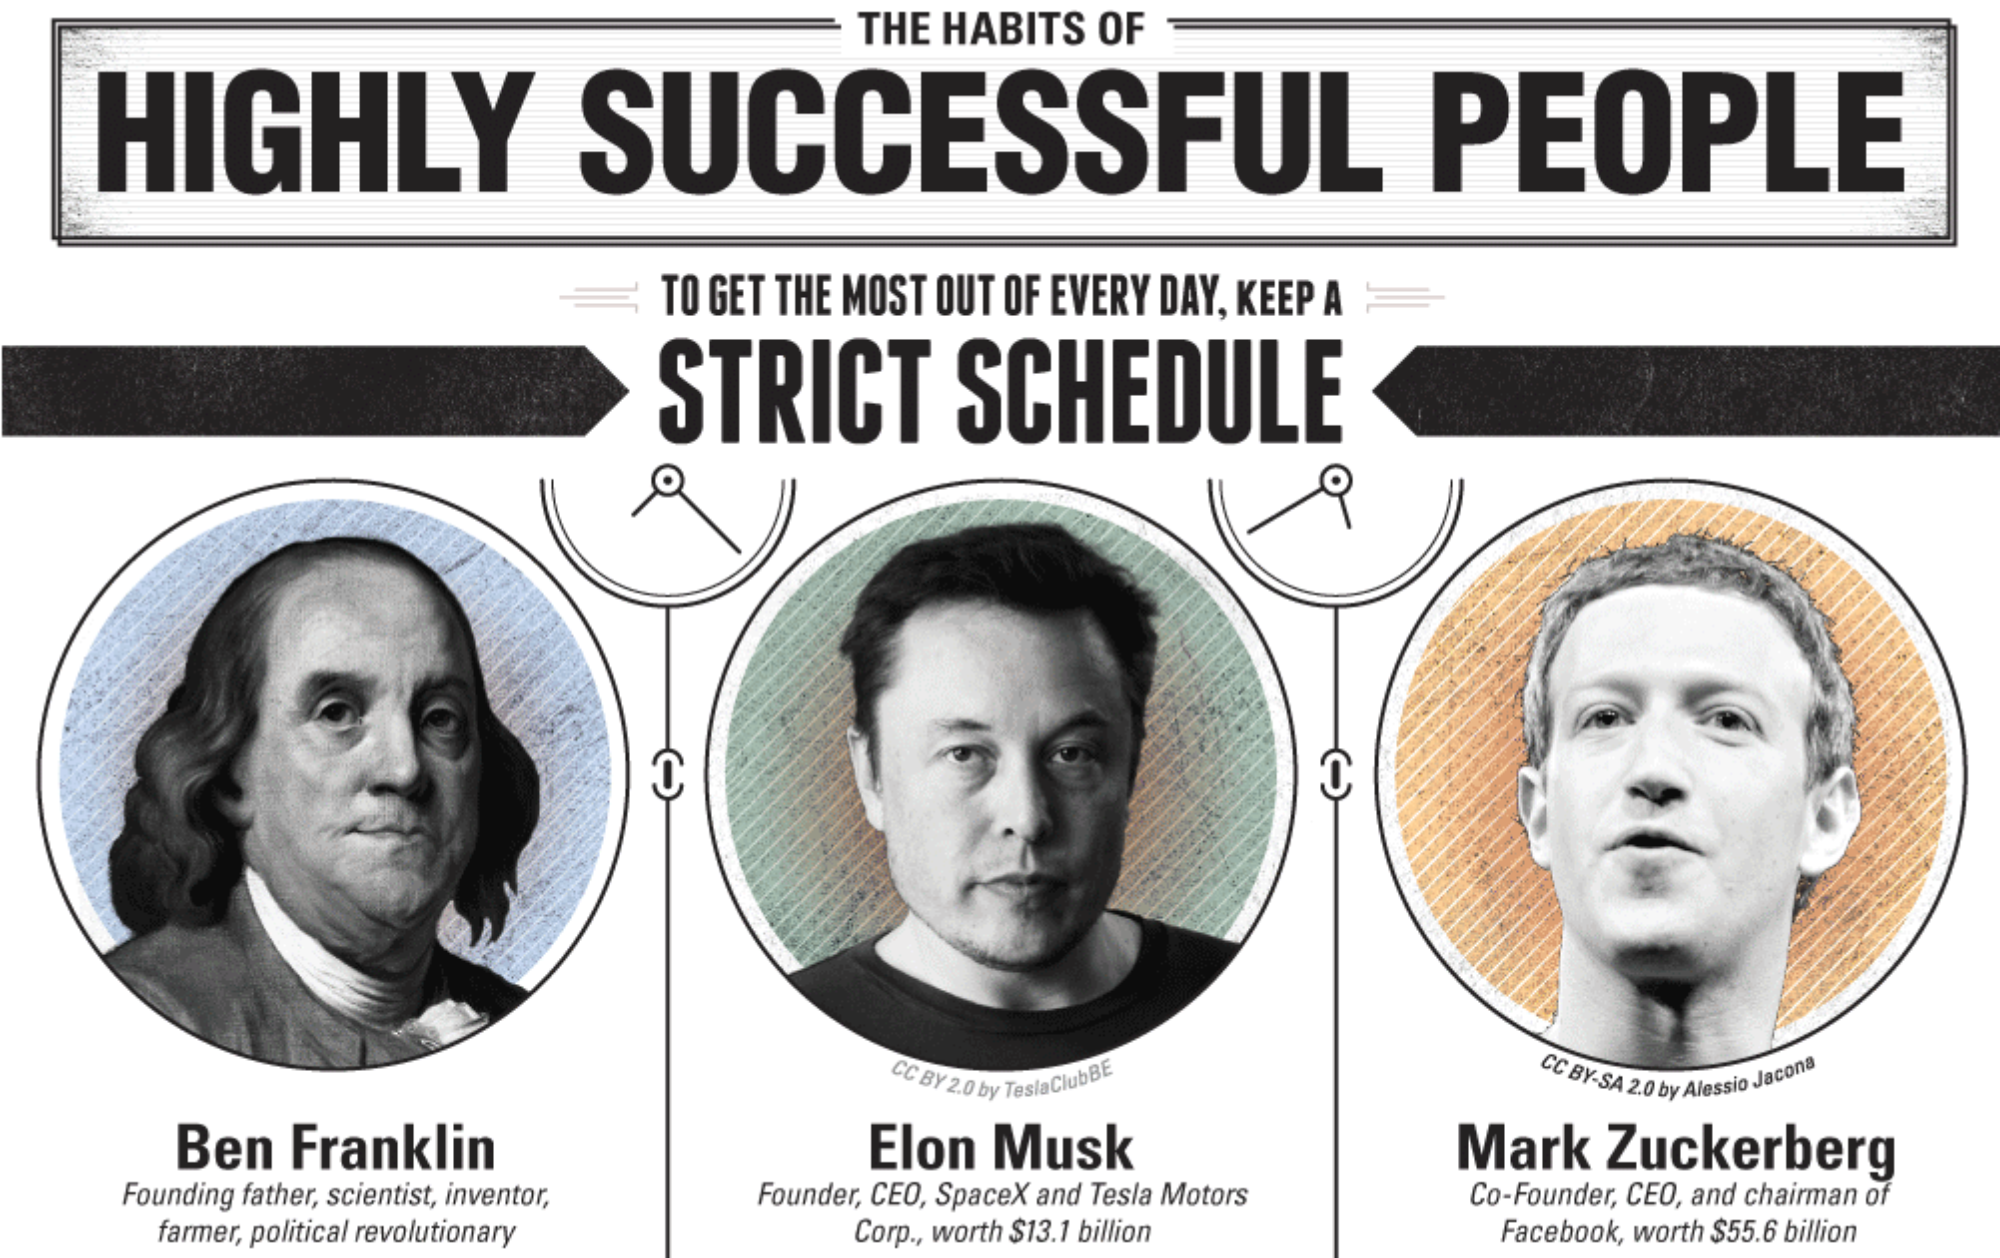 THE HABITS OF
HIGHLY SUCCESSFUL PEOPLE
TO GET THE MOST OUT OF EVERY DAY, KEEP A
STRICT SCHEDULE
CC BY 2.0 by TeslaClubBE
CC BY-SA 2.0 by Alessio Jacona
Ben Franklin
Founding father, scientist, inventor,
farmer, political revolutionary
Elon Musk
Founder, CEO, SpaceX and Tesla Motors
Corp., worth $13.1 billion
Mark Zuckerberg
Co-Founder, CEO, and chairman of
Facebook, worth $55.6 billion